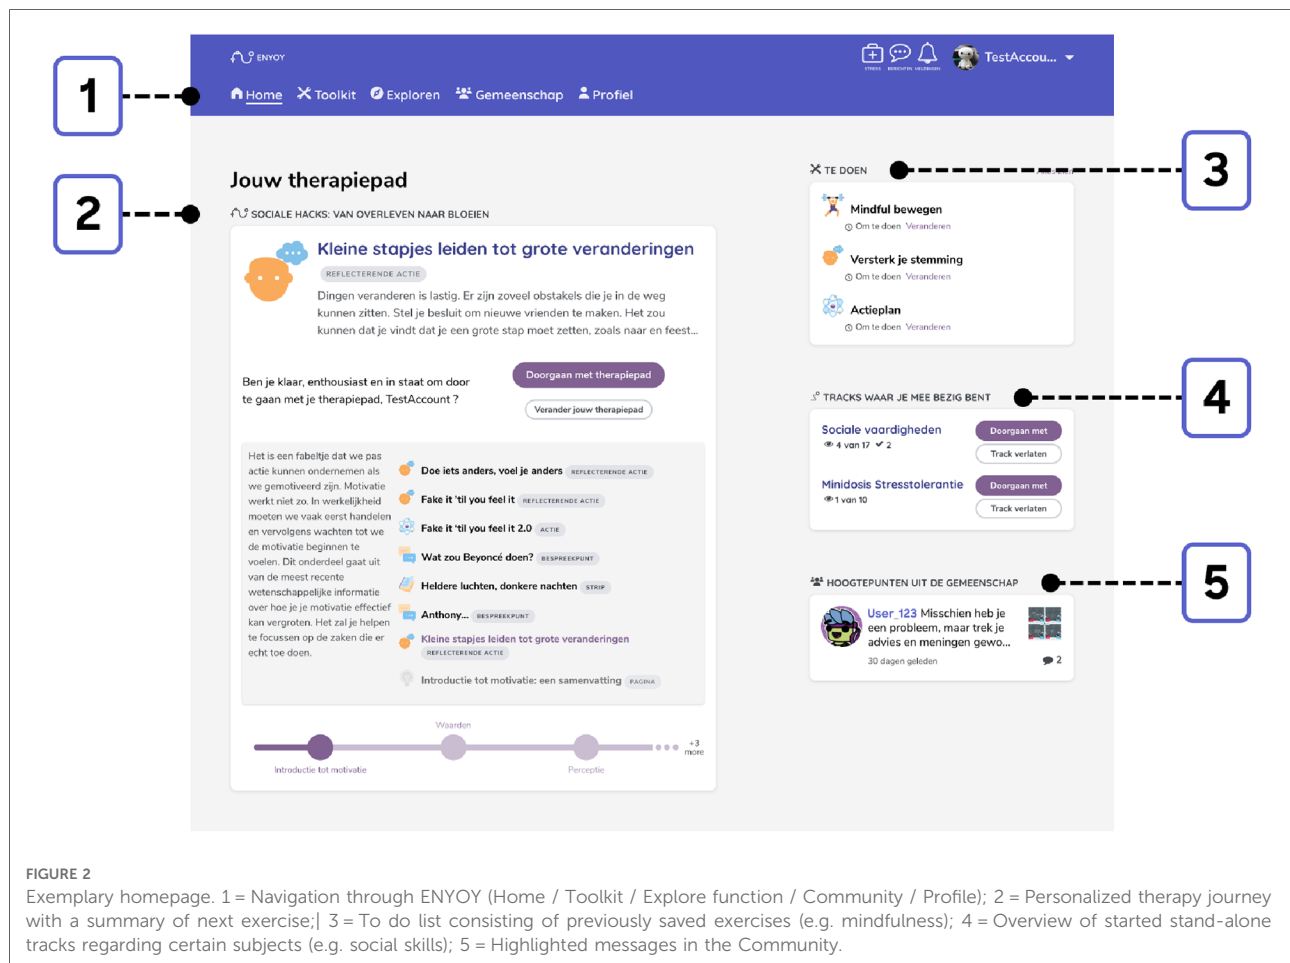 ENYOY
STRESS BERICHTEN MELDINGEN
TestAccou...
Home Toolkit Exploren Gemeenschap Profiel
1
2
3
4
5
Jouw therapiepad
SOCIALE HACKS: VAN OVERLEVEN NAAR BLOEIEN
Kleine stapjes leiden tot grote veranderingen
REFLECTERENDE ACTIE
Dingen veranderen is lastig. Er zijn zoveel obstakels die je in de weg
kunnen zitten. Stel je besluit om nieuwe vrienden te maken. Het zou
kunnen dat je vindt dat je een grote stap moet zetten, zoals naar en feest...
Ben je klaar, enthousiast en in staat om door
te gaan met je therapiepad, TestAccount ?
Doorgaan met therapiepad
Verander jouw therapiepad
Het is een fabeltje dat we pas
actie kunnen ondernemen als
we gemotiveerd zijn. Motivatie
werkt niet zo. In werkelijkheid
moeten we vaak eerst handelen
en vervolgens wachten tot we
de motivatie beginnen te
voelen. Dit onderdeel gaat uit
van de meest recente
wetenschappelijke informatie
over hoe je je motivatie effectief
kan vergroten. Het zal je helpen
te focussen op de zaken die er
echt toe doen.
Doe iets anders, voel je anders REFLECTERENDE ACTIE
Fake it 'til you feel it REFLECTERENDE ACTIE
Fake it 'til you feel it 2.0 ACTIE
Wat zou Beyoncé doen? BESPREEKPUNT
Heldere luchten, donkere nachten STRIP
Anthony... BESPREEKPUNT
Kleine stapjes leiden tot grote veranderingen
REFLECTERENDE ACTIE
Introductie tot motivatie: een samenvatting PAGINA
Waarden
+3
more
Introductie tot motivatie
Perceptie
TE DOEN
Mindful bewegen
Om te doen Veranderen
Versterk je stemming
Om te doen Veranderen
Actieplan
Om te doen Veranderen
TRACKS WAAR JE MEE BEZIG BENT
Sociale vaardigheden
4 van 17 2
Doorgaan met
Track verlaten
Minidosis Stresstolerantie
1 van 10
Doorgaan met
Track verlaten
HOOGTEPUNTEN UIT DE GEMEENSCHAP
User_123 Misschien heb je
een probleem, maar trek je
advies en meningen gewo...
30 dagen geleden
2
FIGURE 2
Exemplary homepage. 1 = Navigation through ENYOY (Home / Toolkit / Explore function / Community / Profile); 2 = Personalized therapy journey
with a summary of next exercise;| 3 = To do list consisting of previously saved exercises (e.g. mindfulness); 4 = Overview of started stand-alone
tracks regarding certain subjects (e.g. social skills); 5 = Highlighted messages in the Community.